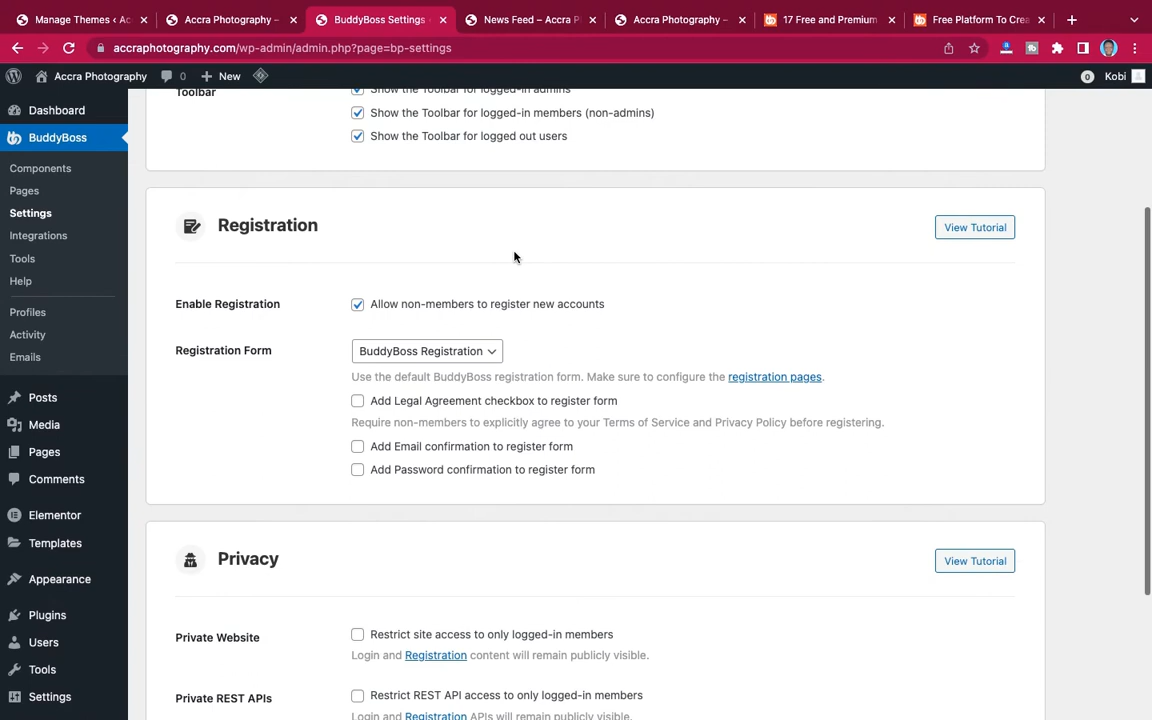 Manage Themes ‹ Ac
Accra Photography –
BuddyBoss Settings ‹
News Feed – Accra P
Accra Photography –
17 Free and Premium
Free Platform To Crea
accraphotography.com/wp-admin/admin.php?page=bp-settings
Accra Photography
0
New
0
Kobi
Dashboard
BuddyBoss
Components
Pages
Settings
Integrations
Tools
Help
Profiles
Activity
Emails
Posts
Media
Pages
Comments
Elementor
Templates
Appearance
Plugins
Users
Tools
Settings
Toolbar
Show the Toolbar for logged-in admins
Show the Toolbar for logged-in members (non-admins)
Show the Toolbar for logged out users
Registration
View Tutorial
Enable Registration
Allow non-members to register new accounts
Registration Form
BuddyBoss Registration
Use the default BuddyBoss registration form. Make sure to configure the registration pages.
Add Legal Agreement checkbox to register form
Require non-members to explicitly agree to your Terms of Service and Privacy Policy before registering.
Add Email confirmation to register form
Add Password confirmation to register form
Privacy
View Tutorial
Private Website
Restrict site access to only logged-in members
Login and Registration content will remain publicly visible.
Private REST APIs
Restrict REST API access to only logged-in members
Login and Registration APIs will remain publicly visible.